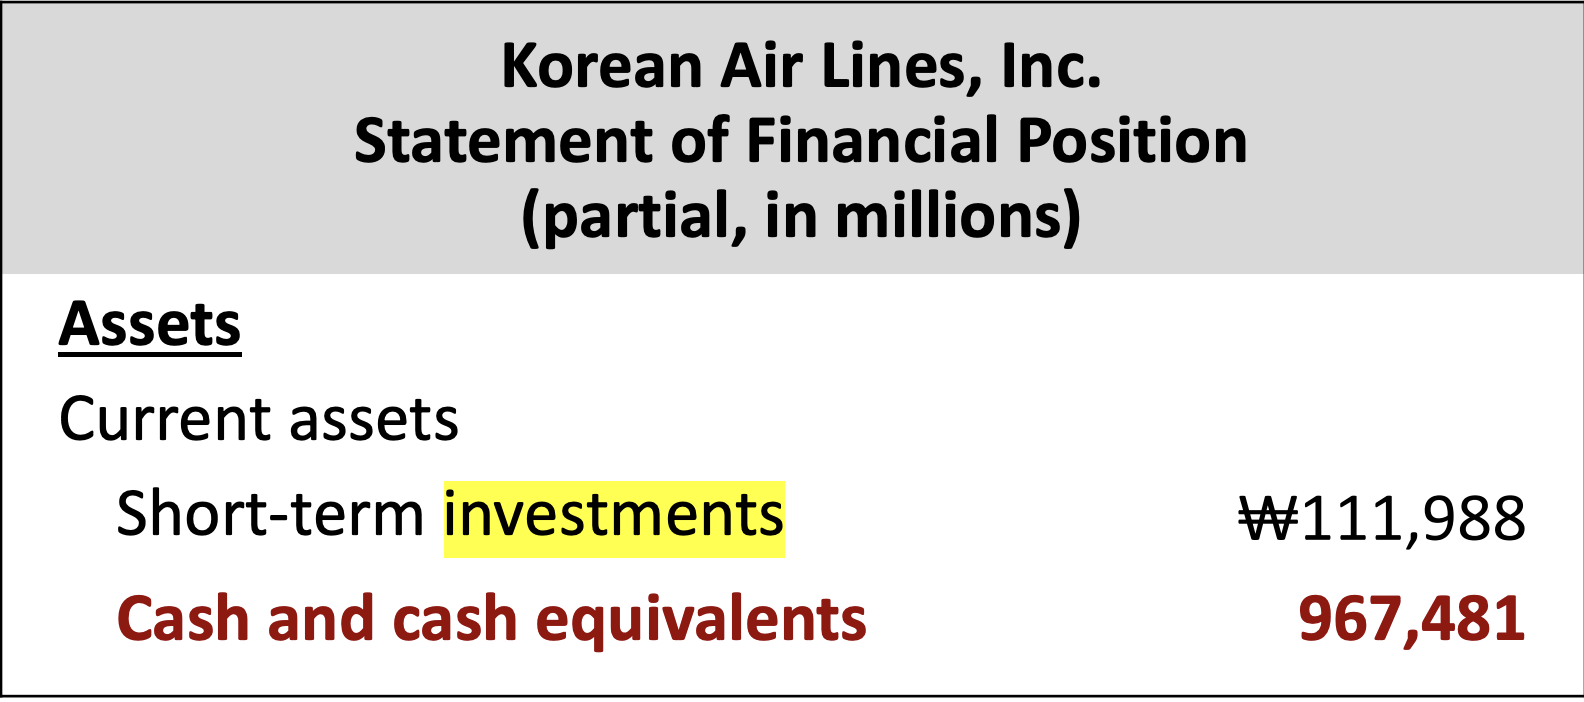 Korean Air Lines, Inc.
Statement of Financial Position
(partial, in millions)
Assets
Current assets
Short-term investments ₩111,988
Cash and cash equivalents 967,481